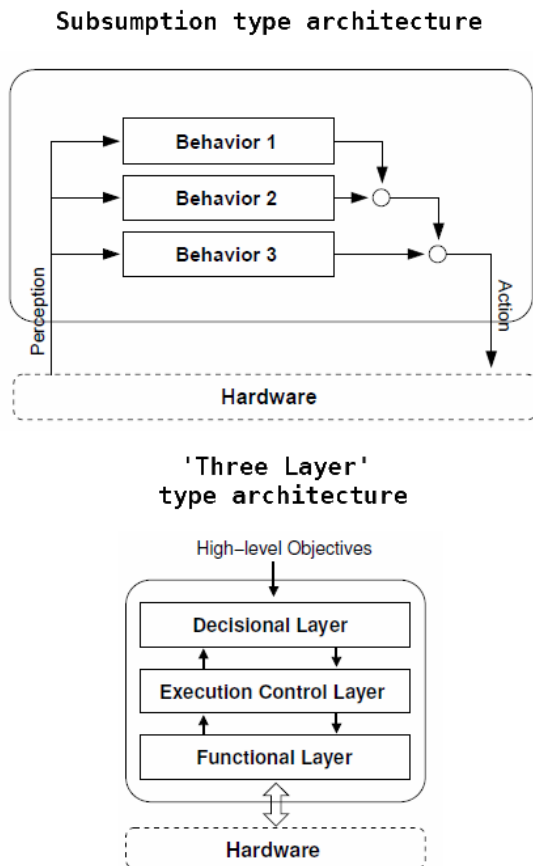 Subsumption type architecture
Behavior 1
Behavior 2
Behavior 3
Perception
Action
Hardware
'Three Layer'
type architecture
High-level Objectives
Decisional Layer
Execution Control Layer
Functional Layer
Hardware